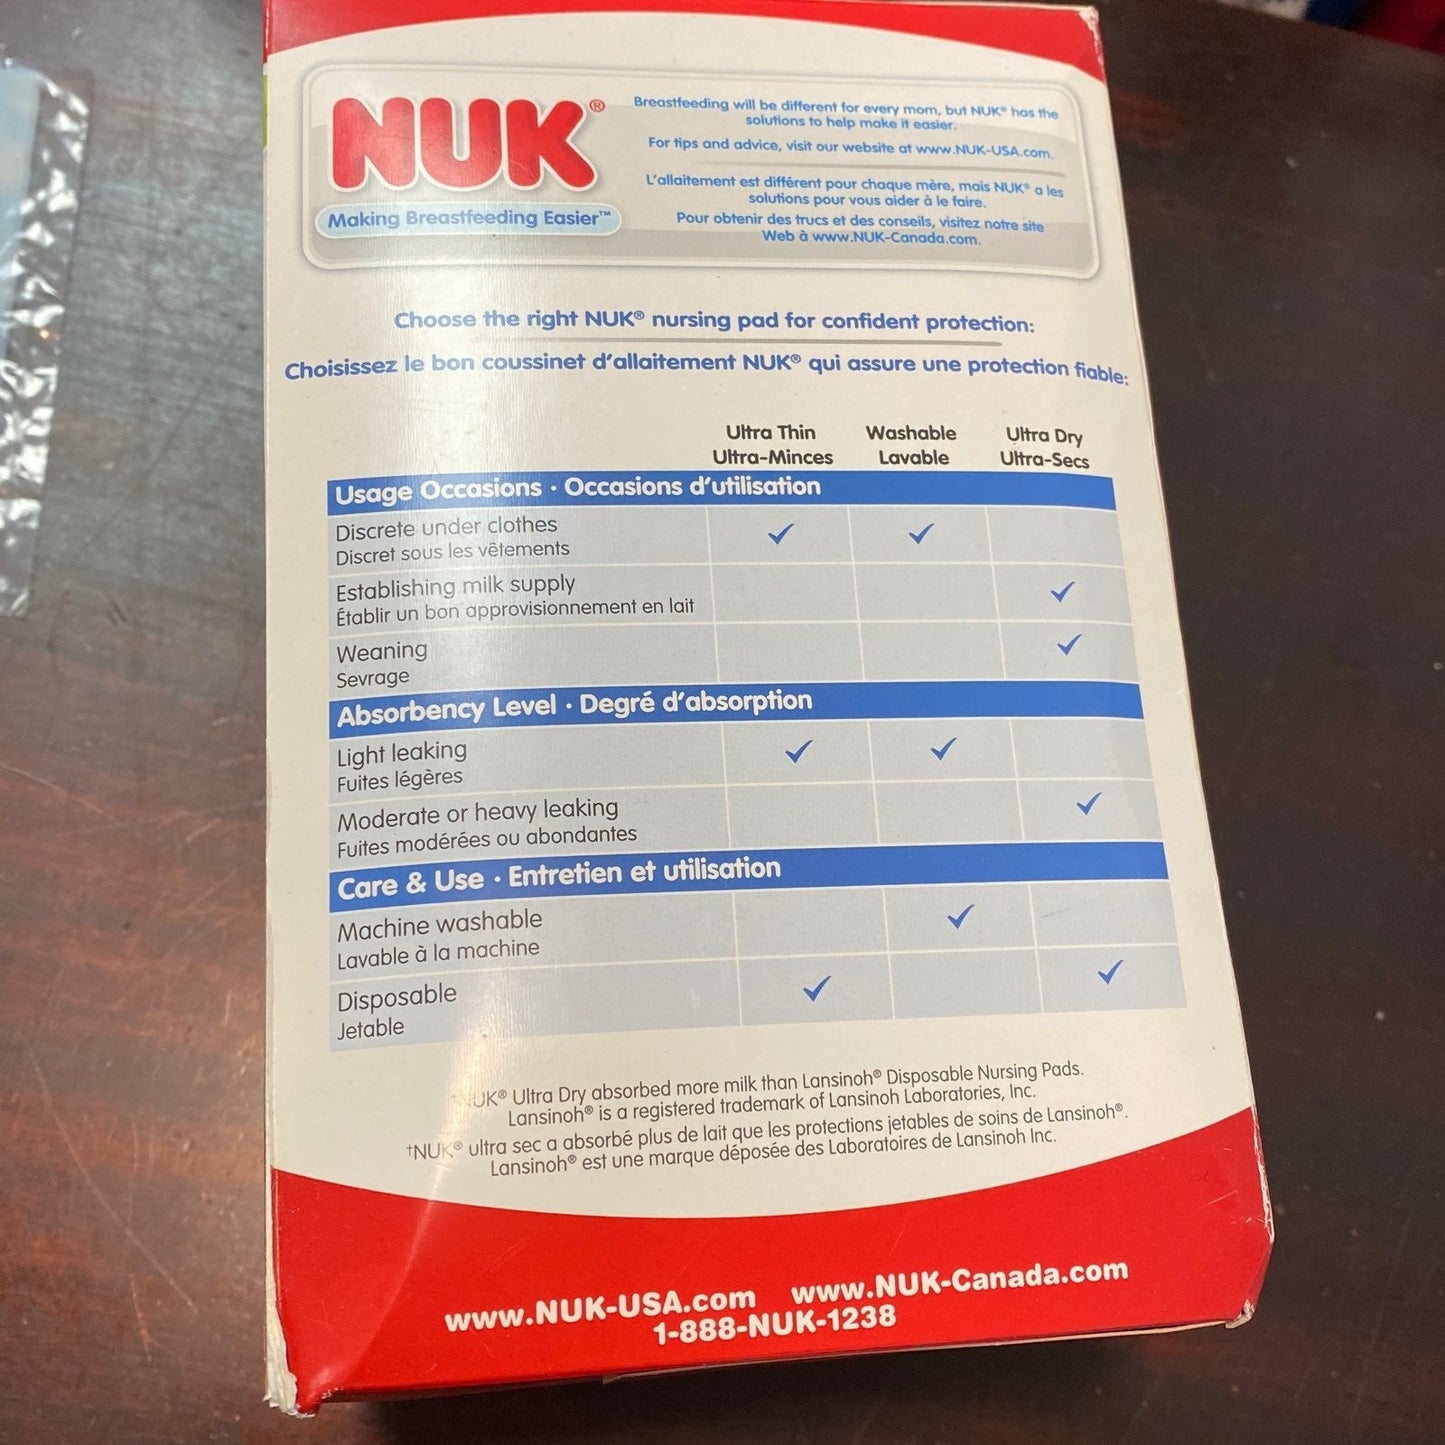 NUK®
Making Breastfeeding Easier™
Breastfeeding will be different for every mom, but NUK® has the
solutions to help make it easier.
For tips and advice, visit our website at www.NUK-USA.com.
L'allaitement est différent pour chaque mère, mais NUK® a les
solutions pour vous aider à le faire.
Pour obtenir des trucs et des conseils, visitez notre site
Web à www.NUK-Canada.com.
Choose the right NUK® nursing pad for confident protection:
Choisissez le bon coussinet d'allaitement NUK® qui assure une protection fiable:
Ultra Thin Washable Ultra Dry
Ultra-Minces Lavable Ultra-Secs
Usage Occasions · Occasions d'utilisation
Discrete under clothes ✓ ✓
Discret sous les vêtements
Establishing milk supply ✓
Établir un bon approvisionnement en lait
Weaning ✓
Sevrage
Absorbency Level · Degré d'absorption
Light leaking ✓ ✓
Fuites légères
Moderate or heavy leaking ✓
Fuites modérées ou abondantes
Care & Use · Entretien et utilisation
Machine washable ✓
Lavable à la machine
Disposable ✓ ✓
Jetable
†NUK® Ultra Dry absorbed more milk than Lansinoh® Disposable Nursing Pads.
Lansinoh® is a registered trademark of Lansinoh Laboratories, Inc.
†NUK® ultra sec a absorbé plus de lait que les protections jetables de soins de Lansinoh®.
Lansinoh® est une marque déposée des Laboratoires de Lansinoh Inc.
www.NUK-USA.com www.NUK-Canada.com
1-888-NUK-1238